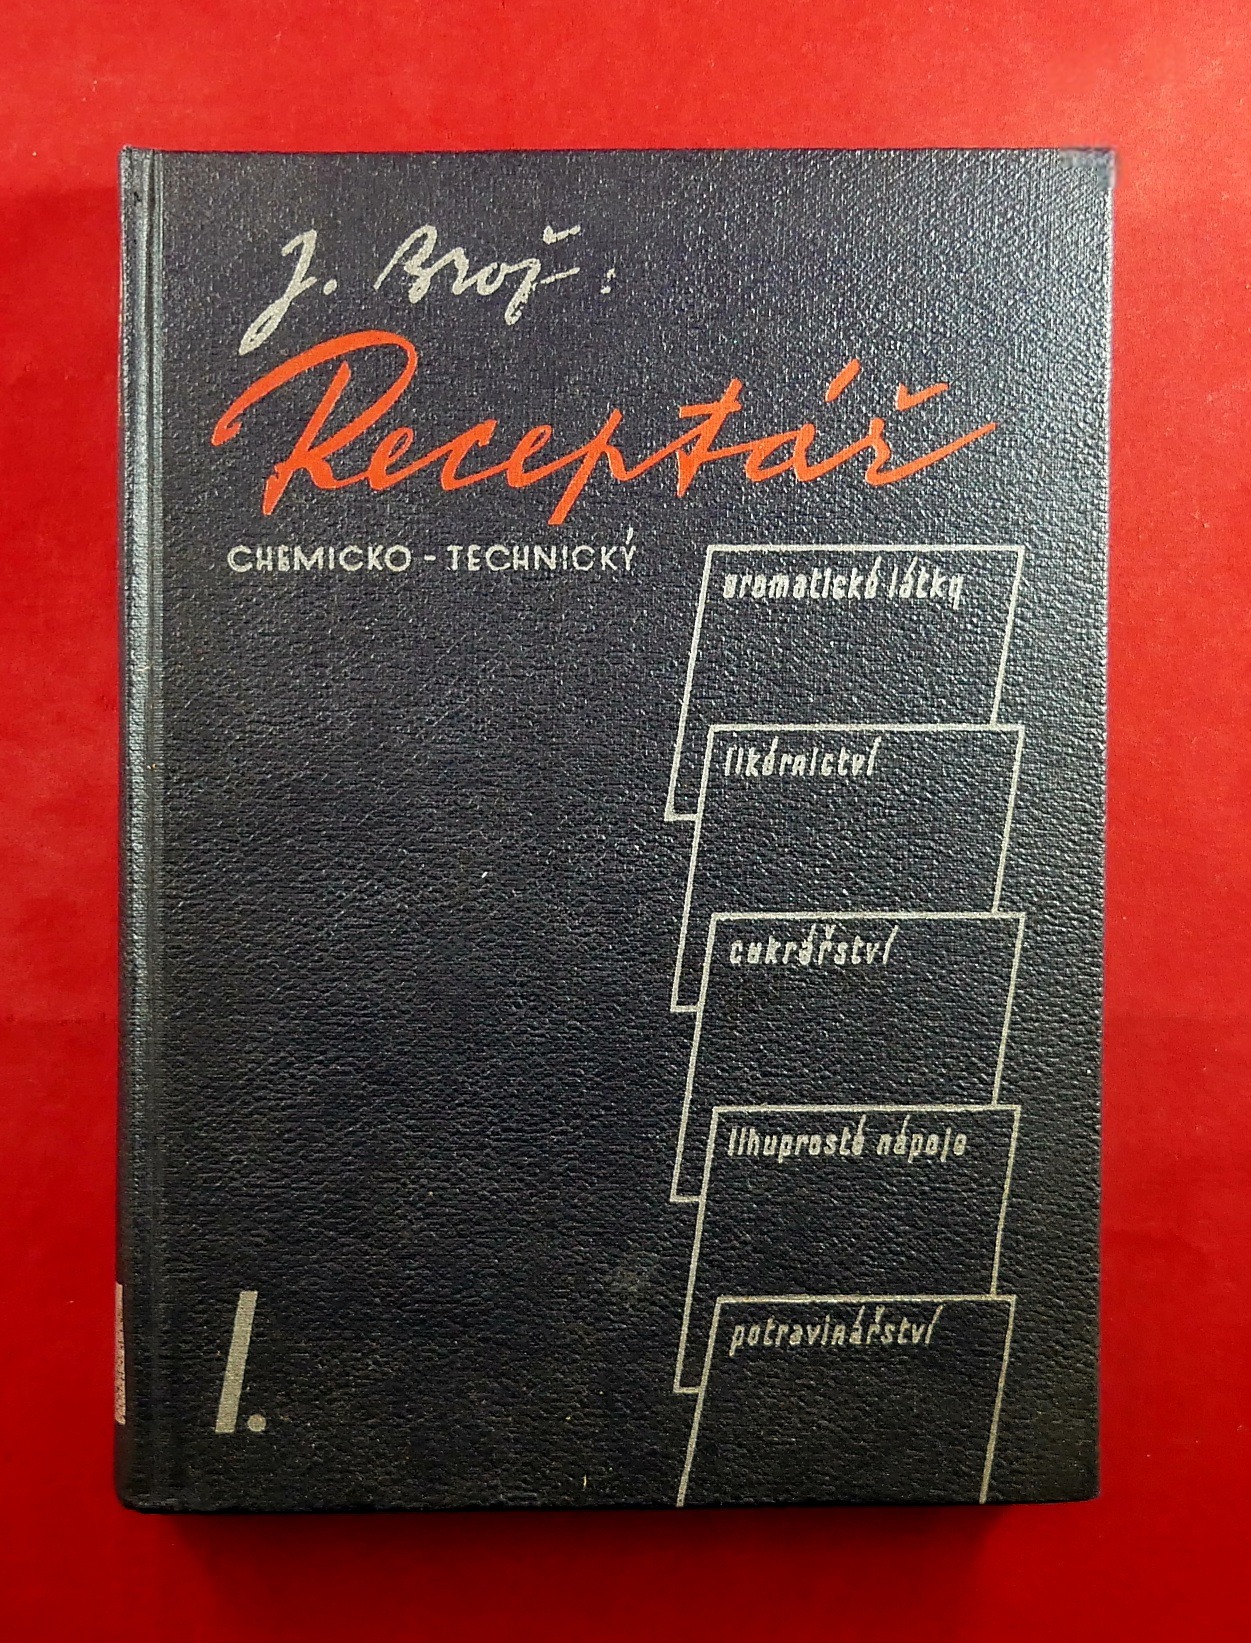 J. Brož:
Receptář
CHEMICKO - TECHNICKÝ
aromatické látky
likérnictví
cukrářství
lihuprosté nápoje
potravinářství
I.